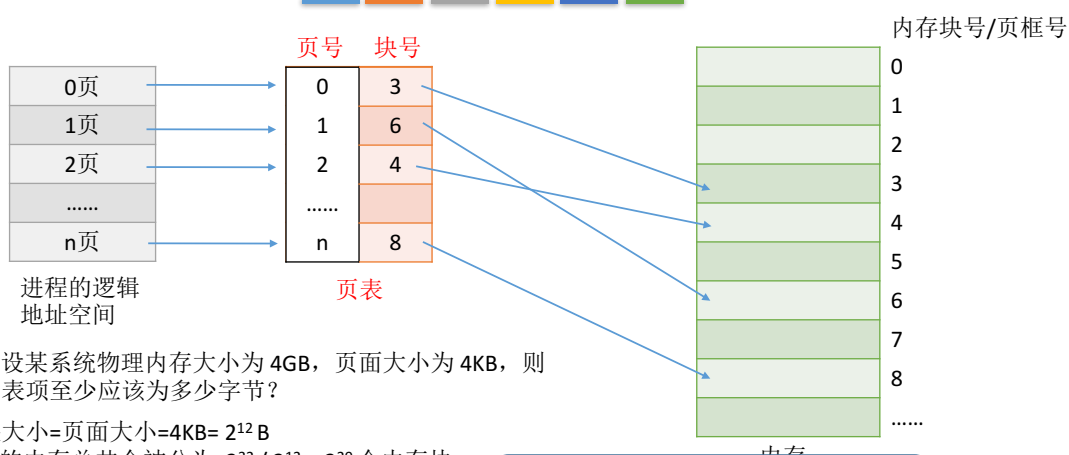 内存块号/页框号
页号 块号
0页 0 3 0
1页 1 6 1
2页 2 4 2
…… …… 3
n页 n 8 4
5
6
7
8
……
进程的逻辑
地址空间
页表
设某系统物理内存大小为 4GB，页面大小为 4KB，则
表项至少应该为多少字节？
大小=页面大小=4KB= 2¹² B